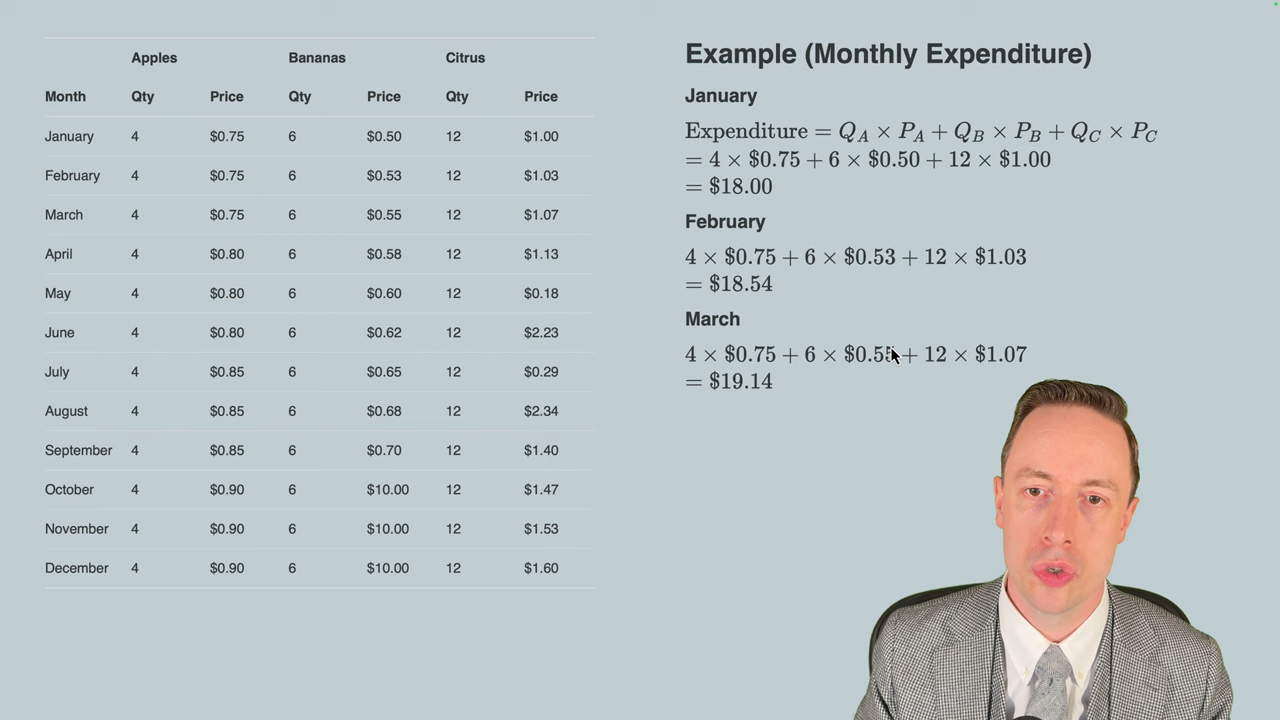 Apples Bananas Citrus
Month Qty Price Qty Price Qty Price
January 4 $0.75 6 $0.50 12 $1.00
February 4 $0.75 6 $0.53 12 $1.03
March 4 $0.75 6 $0.55 12 $1.07
April 4 $0.80 6 $0.58 12 $1.13
May 4 $0.80 6 $0.60 12 $0.18
June 4 $0.80 6 $0.62 12 $2.23
July 4 $0.85 6 $0.65 12 $0.29
August 4 $0.85 6 $0.68 12 $2.34
September 4 $0.85 6 $0.70 12 $1.40
October 4 $0.90 6 $10.00 12 $1.47
November 4 $0.90 6 $10.00 12 $1.53
December 4 $0.90 6 $10.00 12 $1.60
Example (Monthly Expenditure)
January
Expenditure = Q_A × P_A + Q_B × P_B + Q_C × P_C
= 4 × $0.75 + 6 × $0.50 + 12 × $1.00
= $18.00
February
4 × $0.75 + 6 × $0.53 + 12 × $1.03
= $18.54
March
4 × $0.75 + 6 × $0.55 + 12 × $1.07
= $19.14